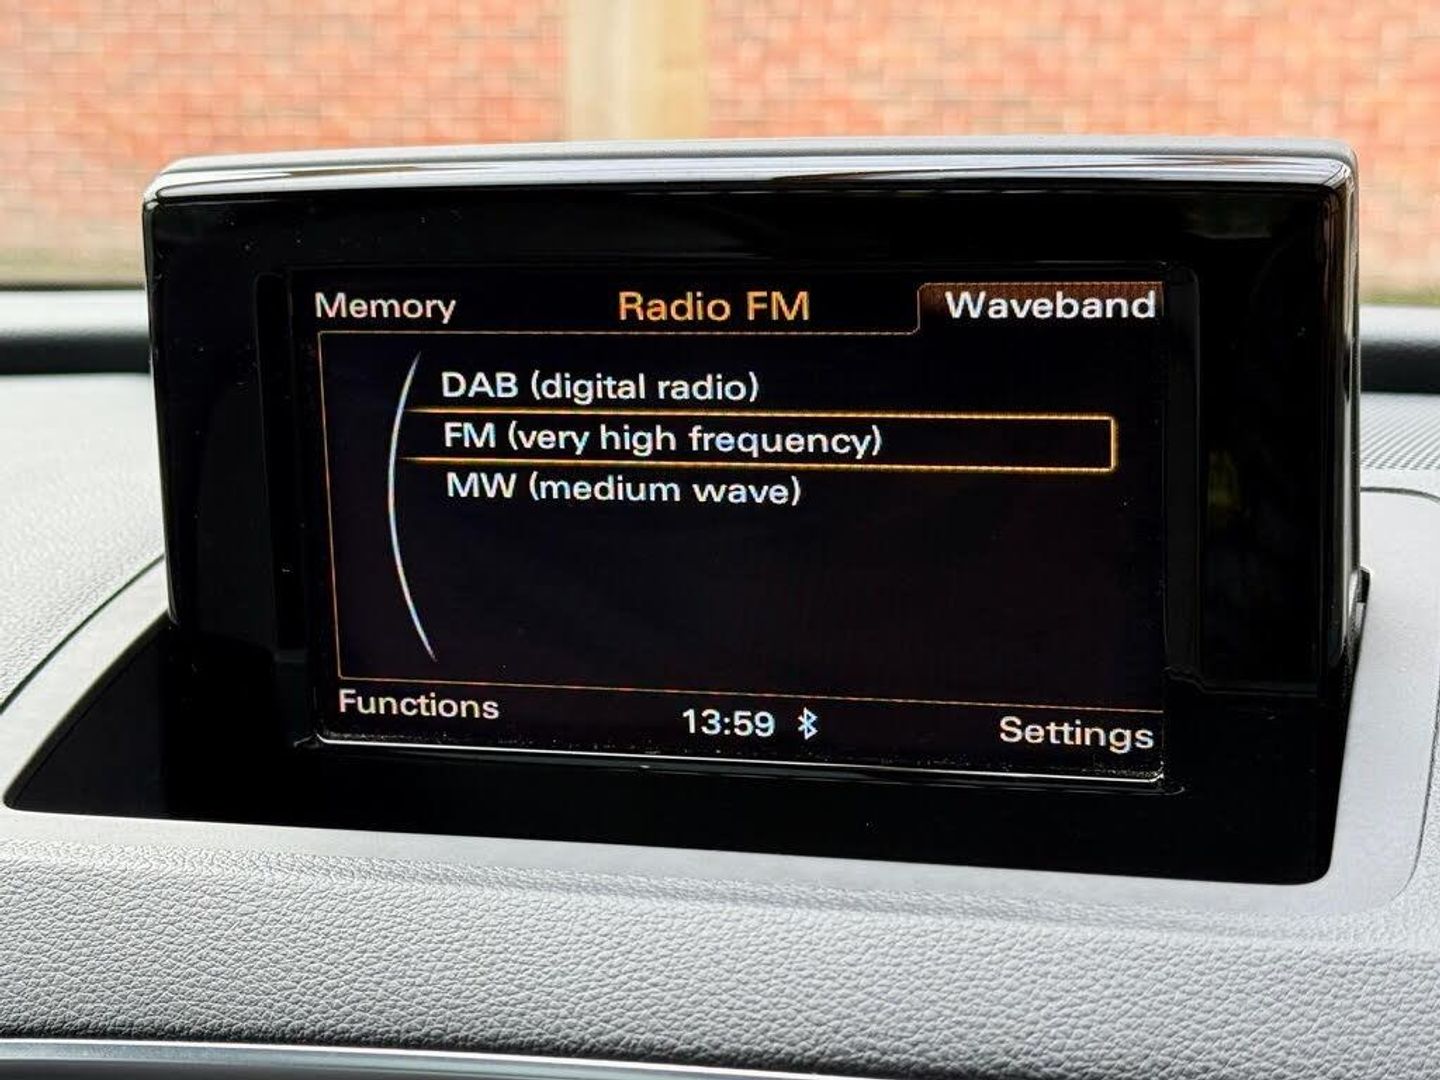 Memory Radio FM Waveband
DAB (digital radio)
FM (very high frequency)
MW (medium wave)
Functions 13:59 Settings